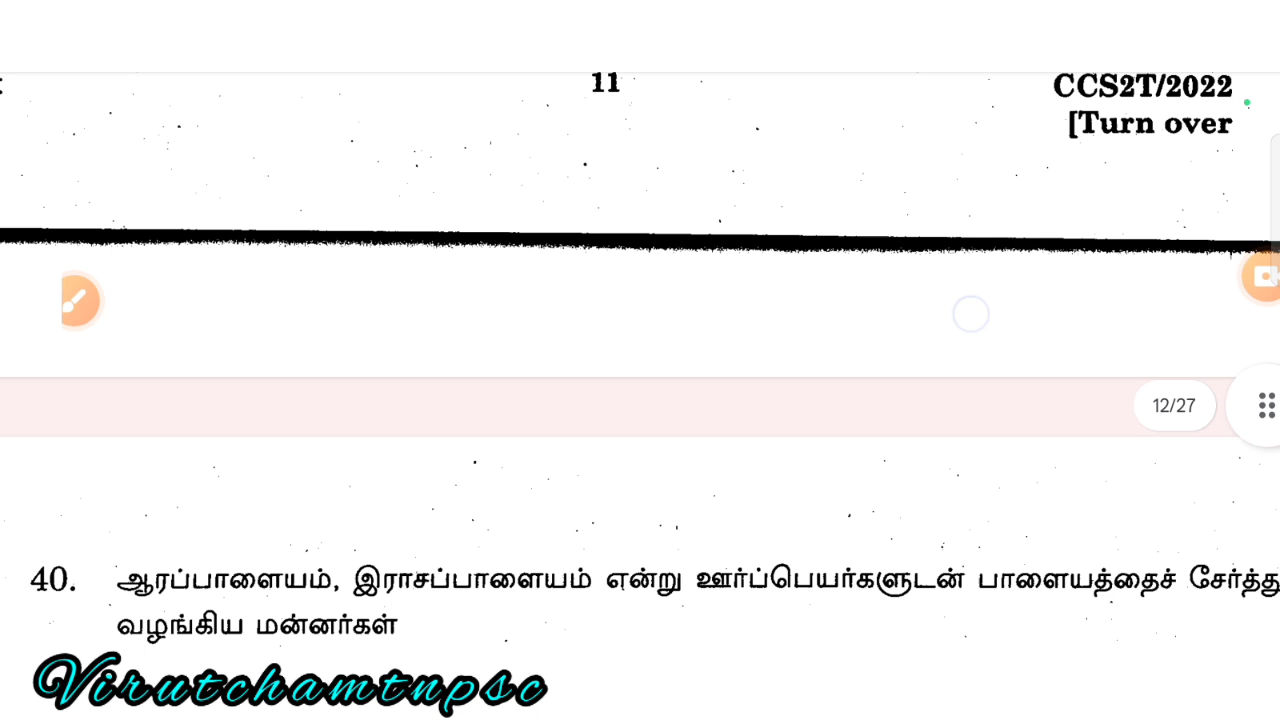 11
CCS2T/2022
[Turn over
12/27
40. ஆரப்பாளையம், இராசப்பாளையம் என்று ஊர்ப்பெயர்களுடன் பாளையத்தைச் சேர்த்து
வழங்கிய மன்னர்கள்
Virutchamtnpsc